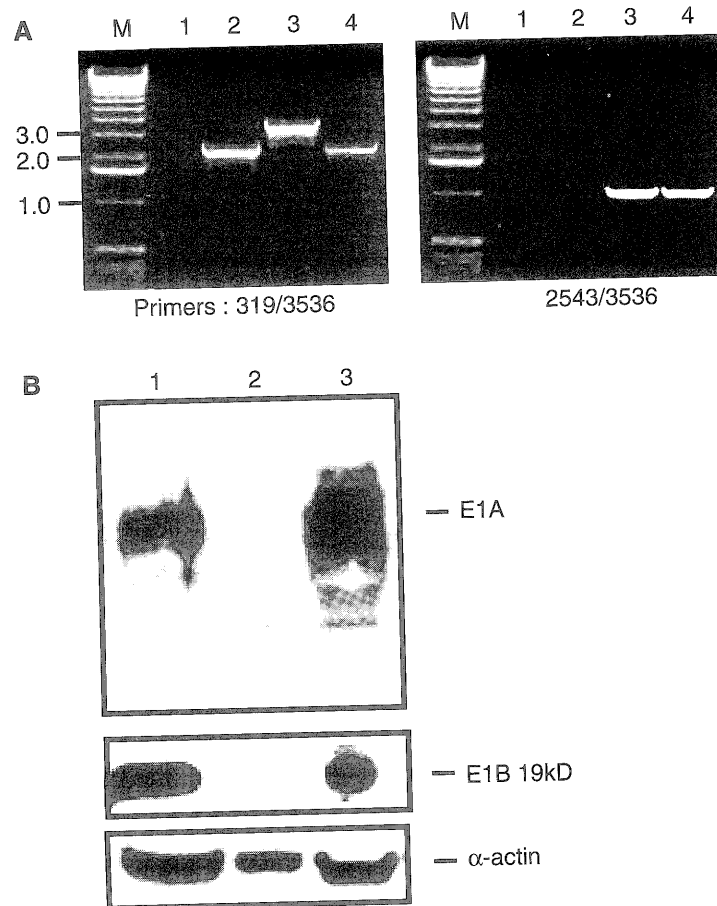 A
M 1 2 3 4
M 1 2 3 4
3.0
2.0
1.0
Primers : 319/3536
2543/3536
B
1 2 3
E1A
E1B 19kD
α-actin